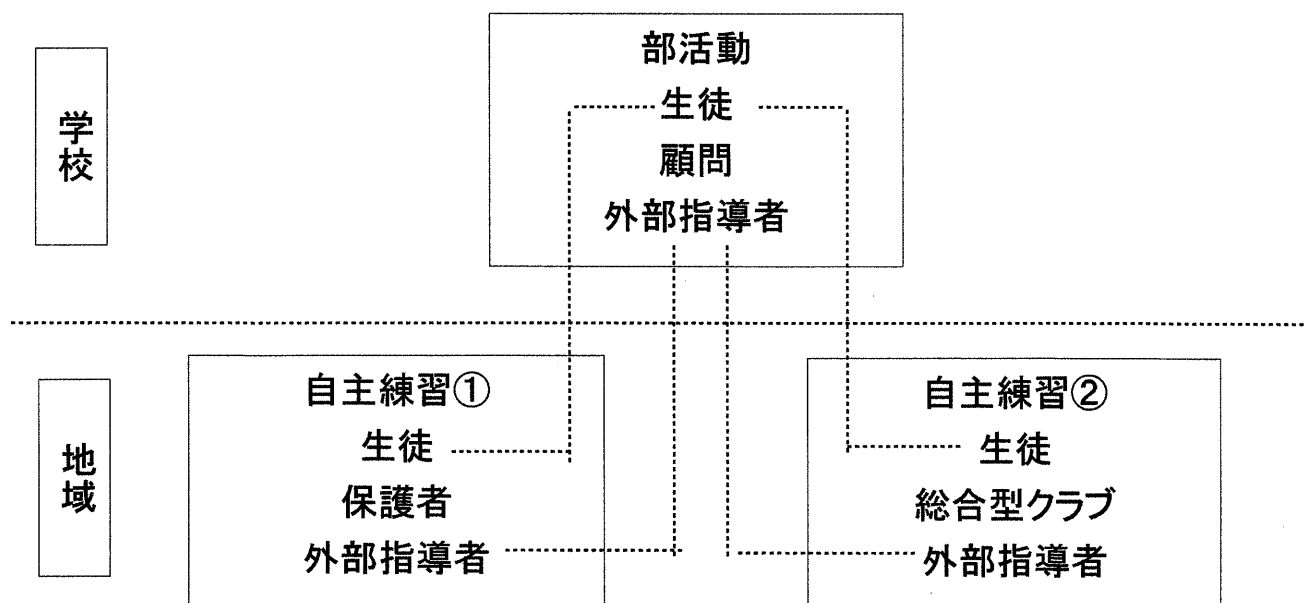 学校
部活動
生徒
顧問
外部指導者
地域
自主練習①
生徒
保護者
外部指導者
自主練習②
生徒
総合型クラブ
外部指導者